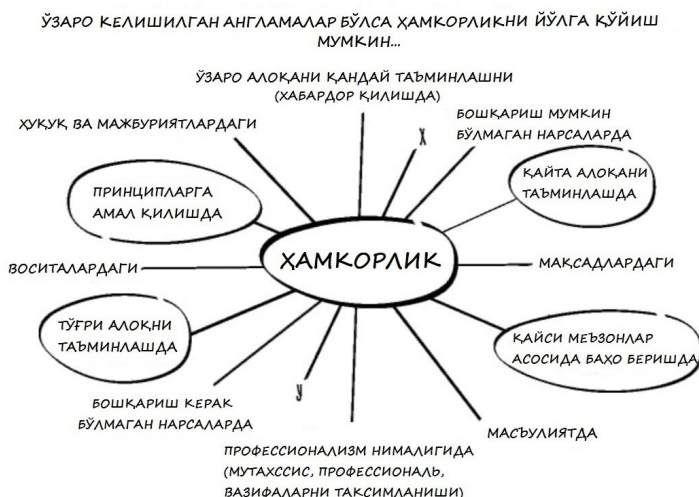 ЎЗАРО КЕЛИШИЛГАН АНГЛАМАЛАР БЎЛСА ҲАМКОРЛИКНИ ЙЎЛГА ҚЎЙИШ
МУМКИН...
ЎЗАРО АЛОҚАНИ ҚАНДАЙ ТАЪМИНЛАШНИ
(ХАБАРДОР ҚИЛИШДА)
ҲУҚУҚ ВА МАЖБУРИЯТЛАРДАГИ
Х
БОШҚАРИШ МУМКИН
БЎЛМАГАН НАРСАЛАРДА
ПРИНЦИПЛАРГА
АМАЛ ҚИЛИШДА
ҚАЙТА АЛОҚАНИ
ТАЪМИНЛАШДА
ҲАМКОРЛИК
ВОСИТАЛАРДАГИ
МАҚСАДЛАРДАГИ
ТЎҒРИ АЛОҚНИ
ТАЪМИНЛАШДА
ҚАЙСИ МЕЪЗОНЛАР
АСОСИДА БАҲО БЕРИШДА
У
БОШҚАРИШ КЕРАК
БЎЛМАГАН НАРСАЛАРДА
МАСЪУЛИЯТДА
ПРОФЕССИОНАЛИЗМ НИМАЛИГИДА
(МУТАХССИС, ПРОФЕССИОНАЛЬ,
ВАЗИФАЛАРНИ ТАҚСИМЛАНИШИ)